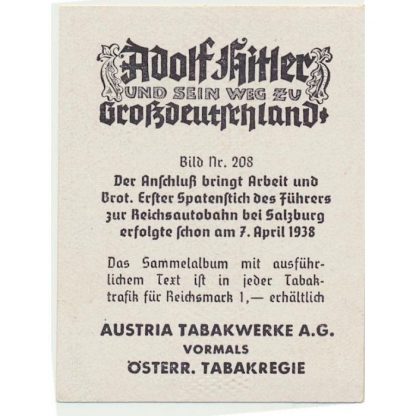 Adolf Hitler
UND SEIN WEG ZU
Großdeutschland
Bild Nr. 208
Der Anschluß bringt Arbeit und
Brot. Erster Spatenstich des Führers
zur Reichsautobahn bei Salzburg
erfolgte schon am 7. April 1938
Das Sammelalbum mit ausführ-
lichem Text ist in jeder Tabak-
trafik für Reichsmark 1,— erhältlich
AUSTRIA TABAKWERKE A.G.
VORMALS
ÖSTERR. TABAKREGIE